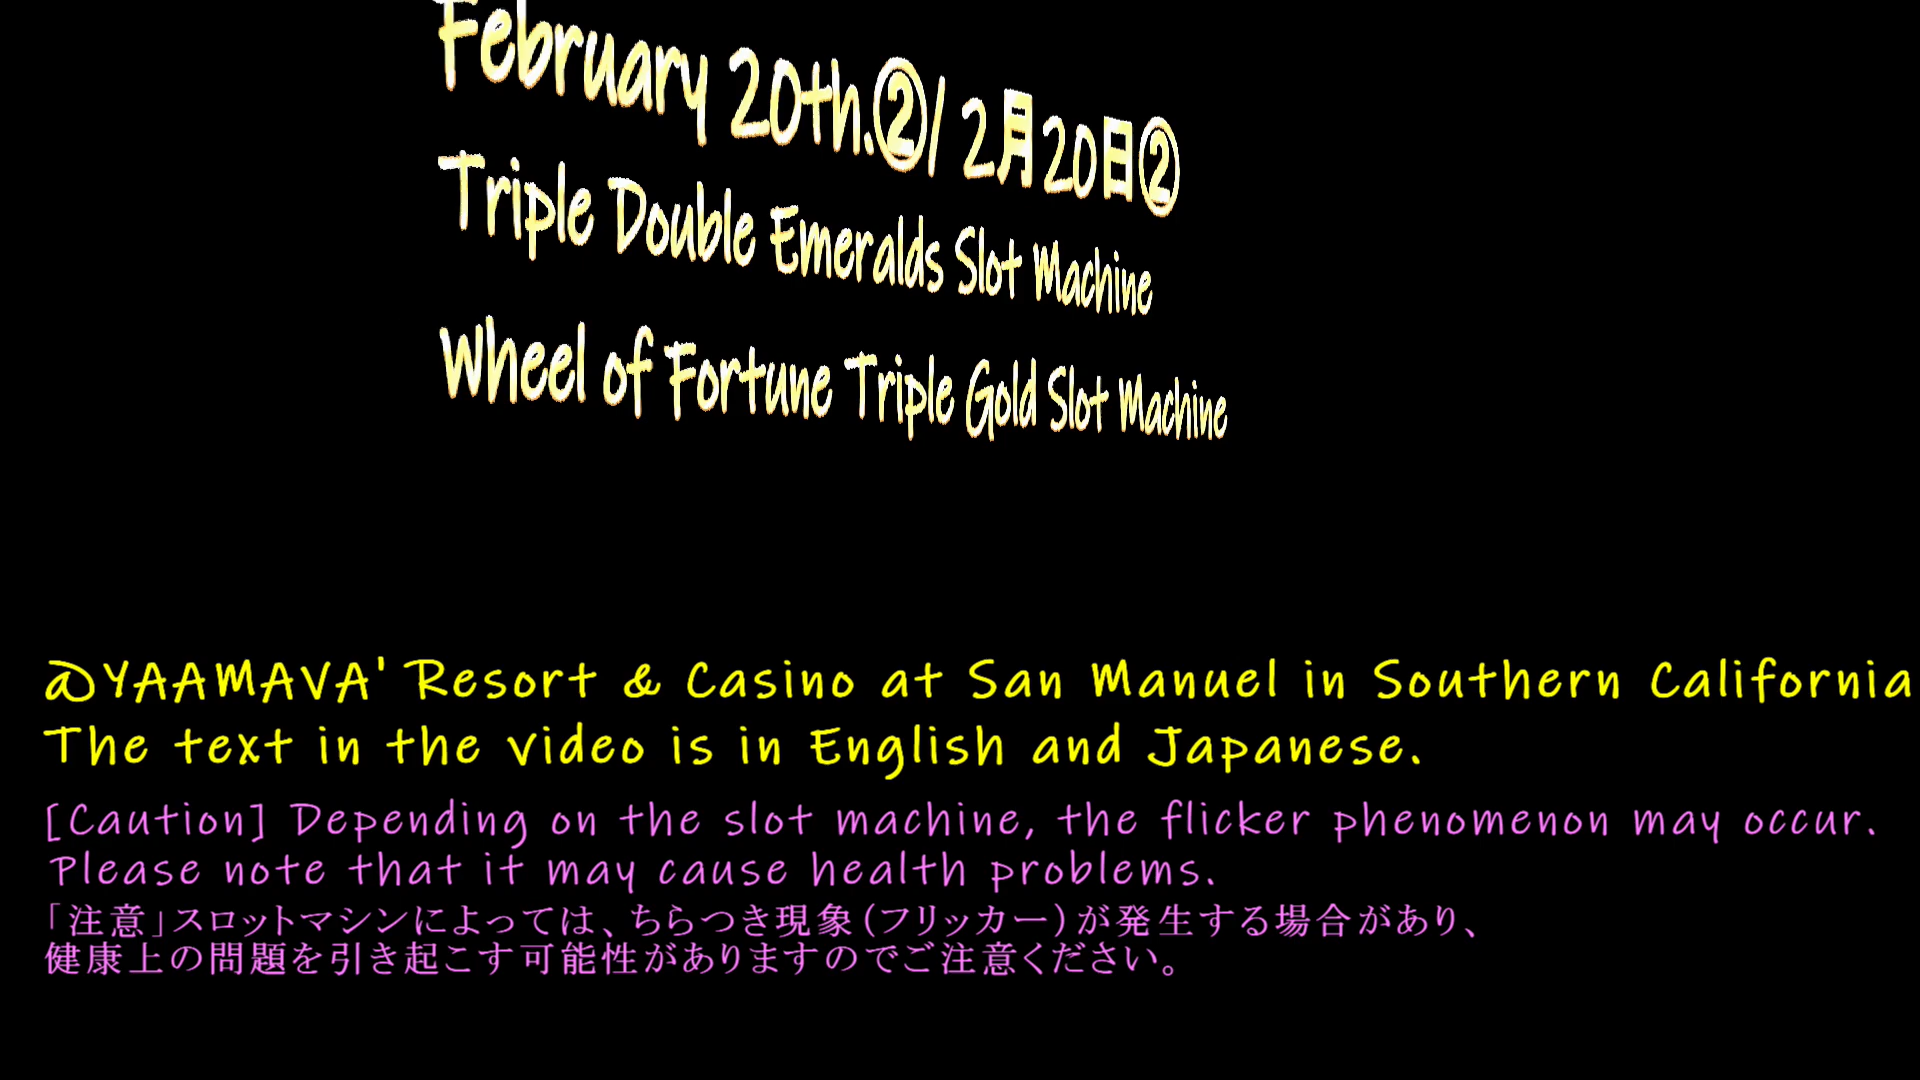 February 20th.②/ 2月20日②
Triple Double Emeralds Slot Machine
Wheel of Fortune Triple Gold Slot Machine
@YAAMAVA' Resort & Casino at San Manuel in Southern California
The text in the video is in English and Japanese.
[Caution] Depending on the slot machine, the flicker phenomenon may occur.
Please note that it may cause health problems.
「注意」スロットマシンによっては、ちらつき現象(フリッカー)が発生する場合があり、
健康上の問題を引き起こす可能性がありますのでご注意ください。